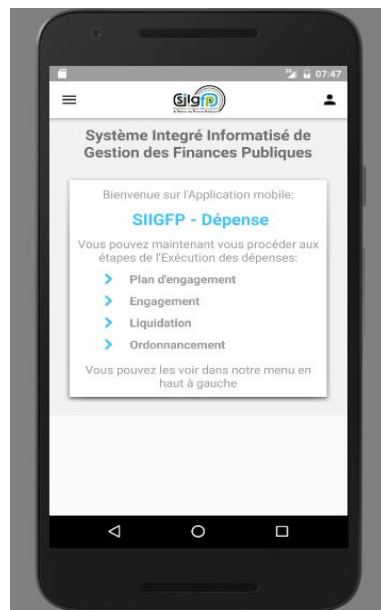 07:47
siigfp
Système Integré Informatisé de
Gestion des Finances Publiques
Bienvenue sur l'Application mobile:
SIIGFP - Dépense
Vous pouvez maintenant vous procéder aux
étapes de l'Exécution des dépenses:
Plan d'engagement
Engagement
Liquidation
Ordonnancement
Vous pouvez les voir dans notre menu en
haut à gauche